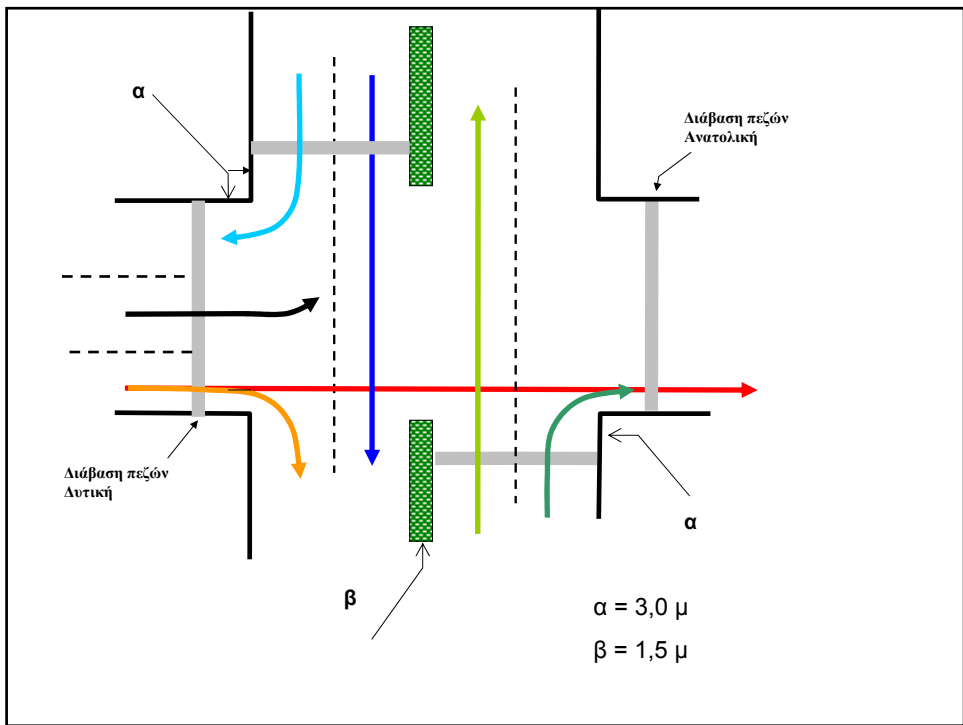 α
Διάβαση πεζών
Ανατολική
Διάβαση πεζών
Δυτική
α
β
α = 3,0 μ
β = 1,5 μ